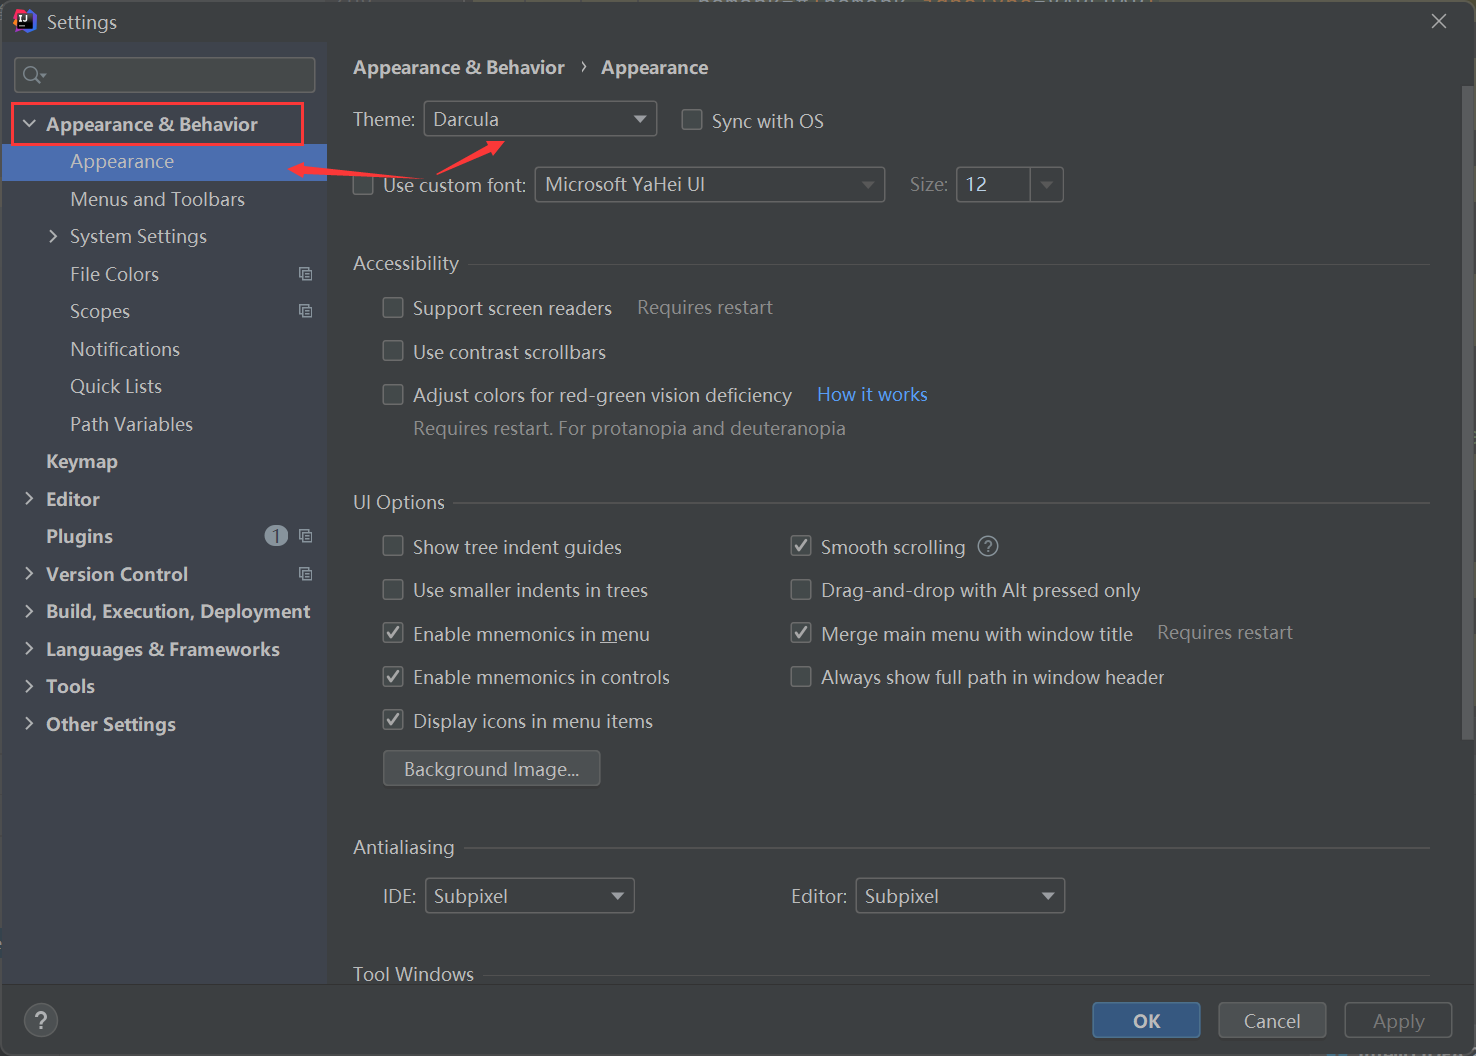 Settings
Appearance & Behavior
Appearance
Menus and Toolbars
System Settings
File Colors
Scopes
Notifications
Quick Lists
Path Variables
Keymap
Editor
Plugins 1
Version Control
Build, Execution, Deployment
Languages & Frameworks
Tools
Other Settings
Appearance & Behavior › Appearance
Theme: Darcula Sync with OS
Use custom font: Microsoft YaHei UI Size: 12
Accessibility
Support screen readers Requires restart
Use contrast scrollbars
Adjust colors for red-green vision deficiency How it works
Requires restart. For protanopia and deuteranopia
UI Options
Show tree indent guides Smooth scrolling ?
Use smaller indents in trees Drag-and-drop with Alt pressed only
Enable mnemonics in menu Merge main menu with window title Requires restart
Enable mnemonics in controls Always show full path in window header
Display icons in menu items
Background Image...
Antialiasing
IDE: Subpixel Editor: Subpixel
Tool Windows
? OK Cancel Apply